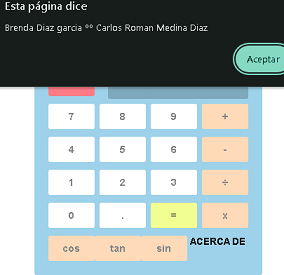 Esta página dice
Brenda Diaz garcia °° Carlos Roman Medina Diaz
Aceptar
7 8 9 +
4 5 6 -
1 2 3 ÷
0 . = x
cos tan sin ACERCA DE